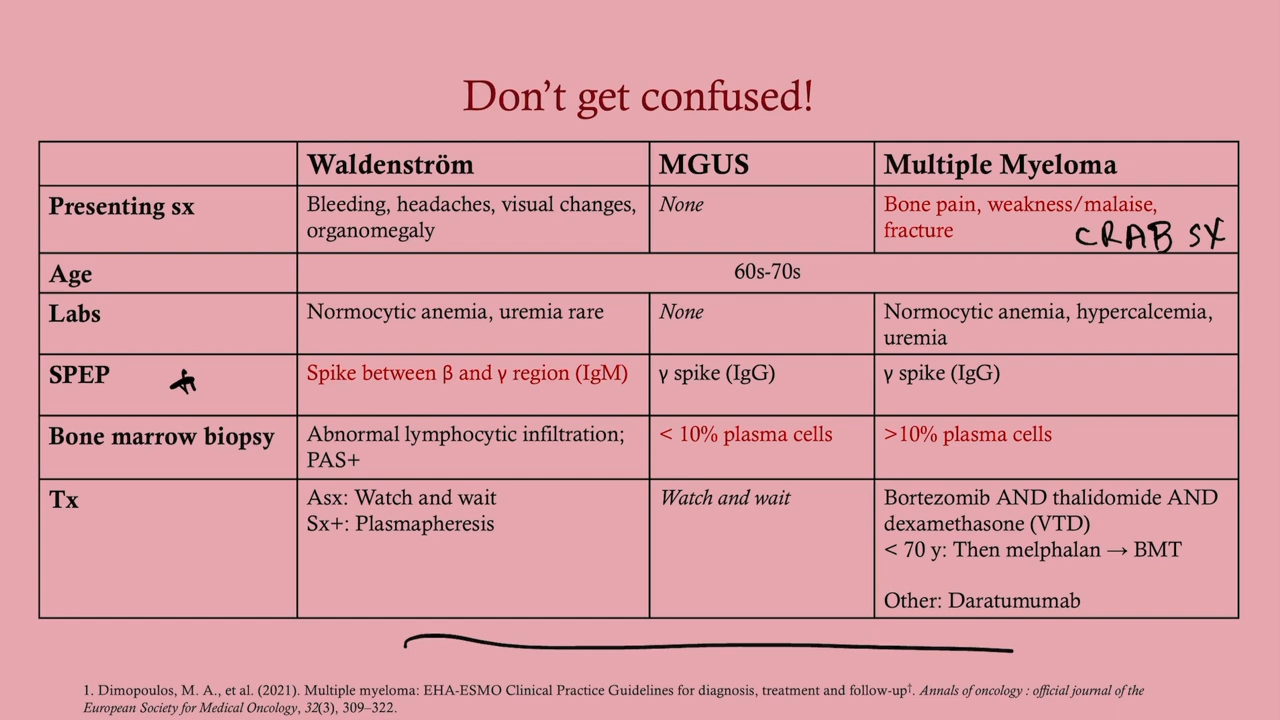 Don't get confused!
Waldenström MGUS Multiple Myeloma
Presenting sx
Bleeding, headaches, visual changes,
organomegaly
None
Bone pain, weakness/malaise,
fracture
CRAB SX
Age
60s-70s
Labs
Normocytic anemia, uremia rare
None
Normocytic anemia, hypercalcemia,
uremia
SPEP
Spike between β and γ region (IgM)
γ spike (IgG)
γ spike (IgG)
Bone marrow biopsy
Abnormal lymphocytic infiltration;
PAS+
< 10% plasma cells
>10% plasma cells
Tx
Asx: Watch and wait
Sx+: Plasmapheresis
Watch and wait
Bortezomib AND thalidomide AND
dexamethasone (VTD)
< 70 y: Then melphalan → BMT
Other: Daratumumab
1. Dimopoulos, M. A., et al. (2021). Multiple myeloma: EHA-ESMO Clinical Practice Guidelines for diagnosis, treatment and follow-up†. Annals of oncology : official journal of the
European Society for Medical Oncology, 32(3), 309–322.